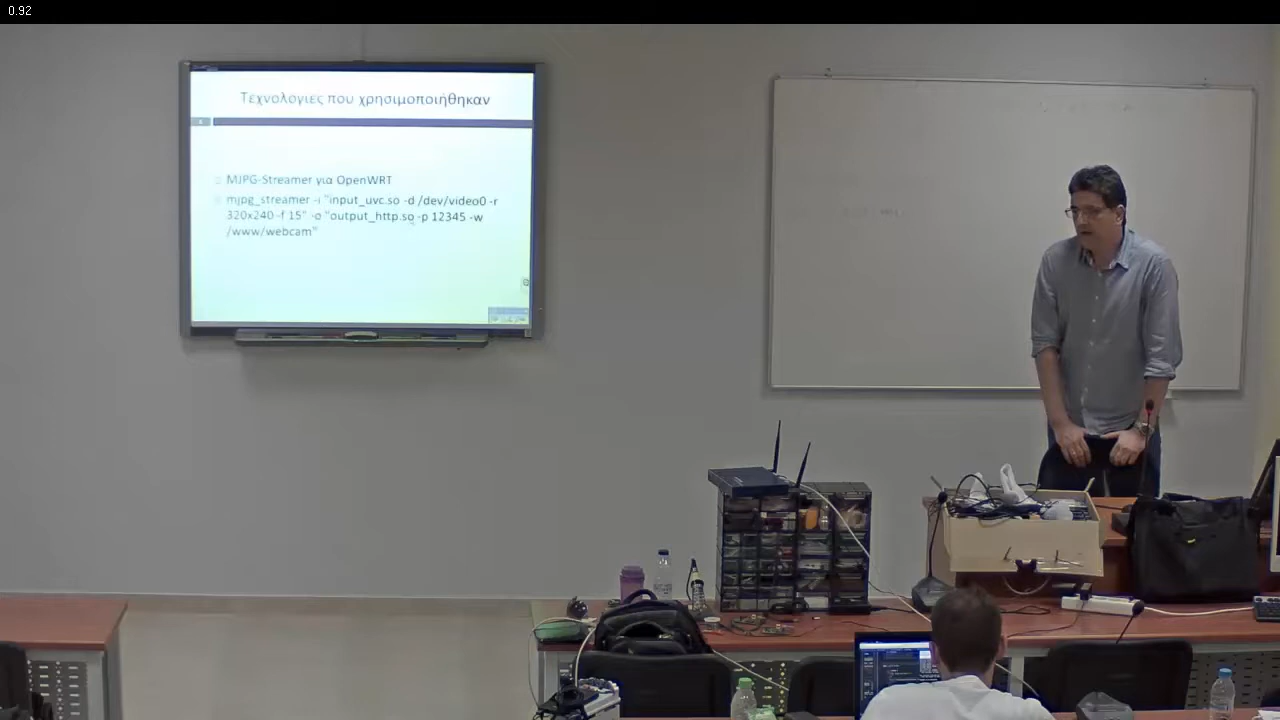 0.92
Τεχνολογιες που χρησιμοποιήθηκαν
MJPG-Streamer για OpenWRT
mjpg_streamer -i "input_uvc.so -d /dev/video0 -r
320x240 -f 15" -o "output_http.so -p 12345 -w
/www/webcam"